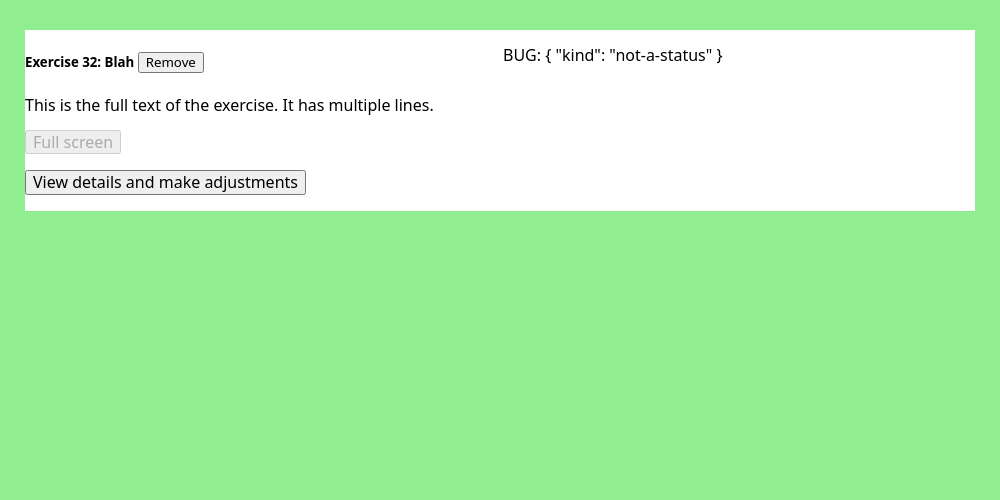 Exercise 32: Blah Remove
BUG: { "kind": "not-a-status" }
This is the full text of the exercise. It has multiple lines.
Full screen
View details and make adjustments